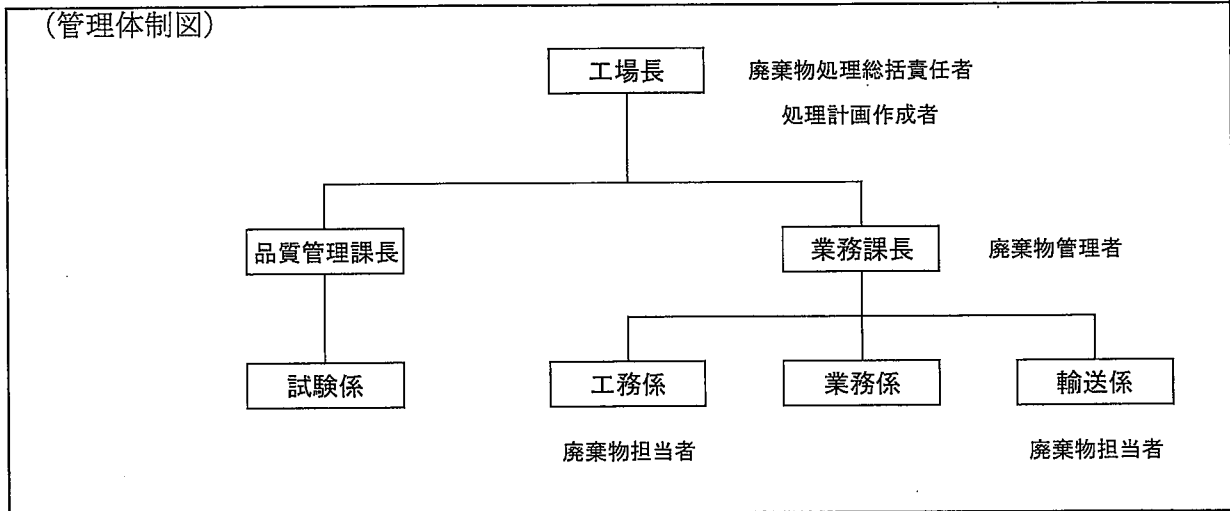 (管理体制図)
工場長
廃棄物処理総括責任者
処理計画作成者
品質管理課長
業務課長
廃棄物管理者
試験係
工務係
業務係
輸送係
廃棄物担当者
廃棄物担当者